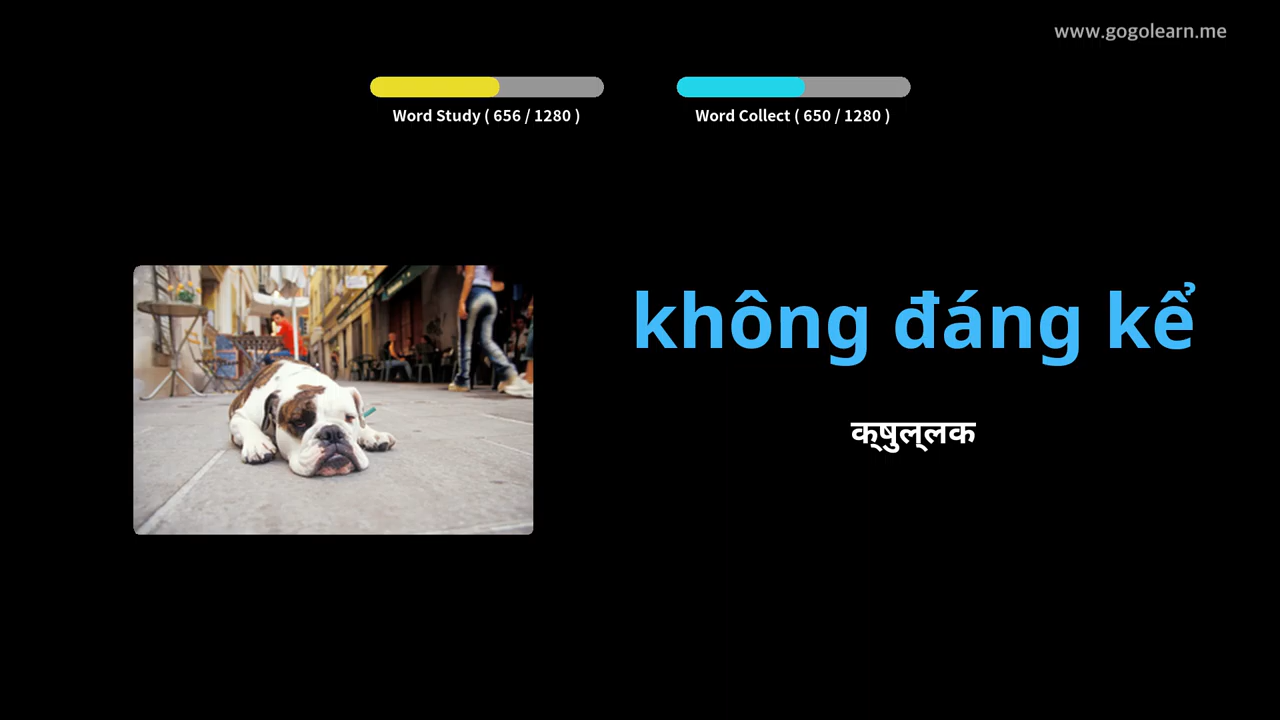 www.gogolearn.me
Word Study ( 656 / 1280 )
Word Collect ( 650 / 1280 )
không đáng kể
क्षुल्लक